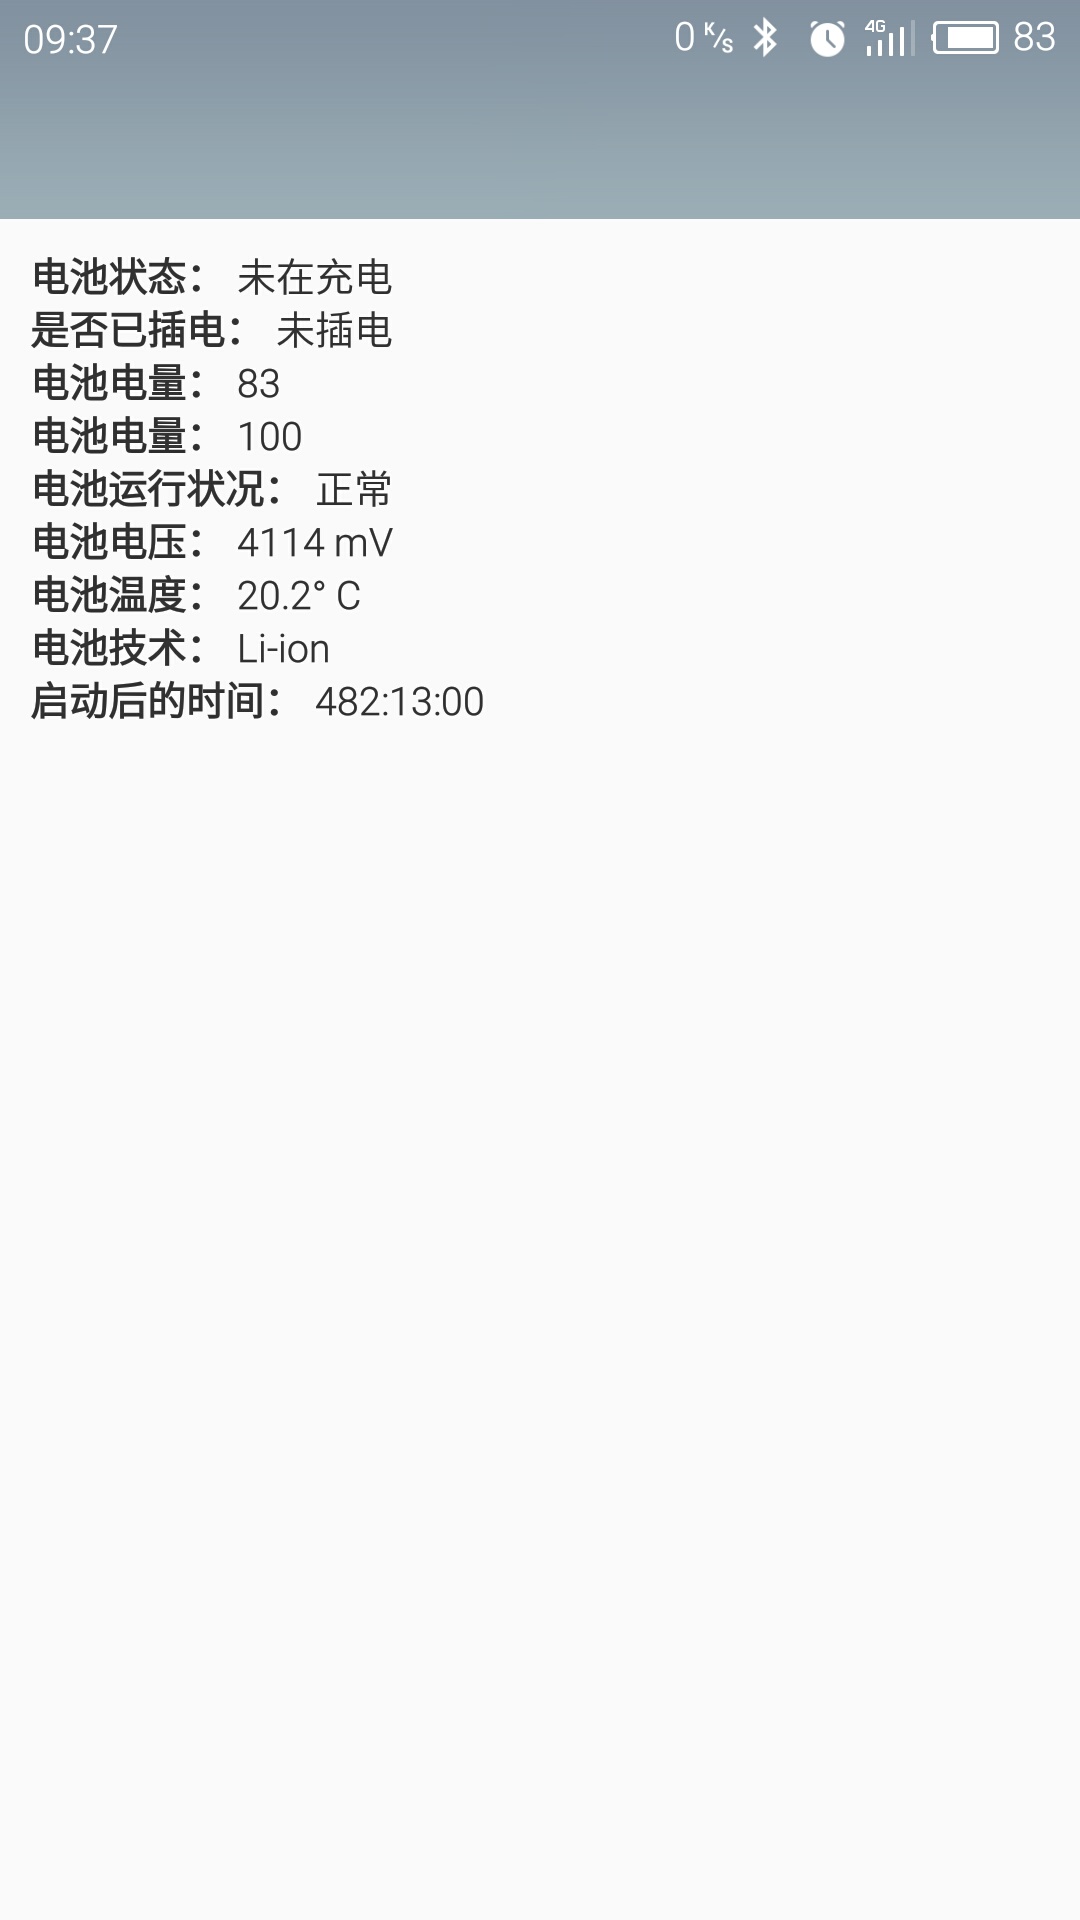 09:37
0 K/s 4G 83
电池状态： 未在充电
是否已插电： 未插电
电池电量： 83
电池电量： 100
电池运行状况： 正常
电池电压： 4114 mV
电池温度： 20.2° C
电池技术： Li-ion
启动后的时间： 482:13:00